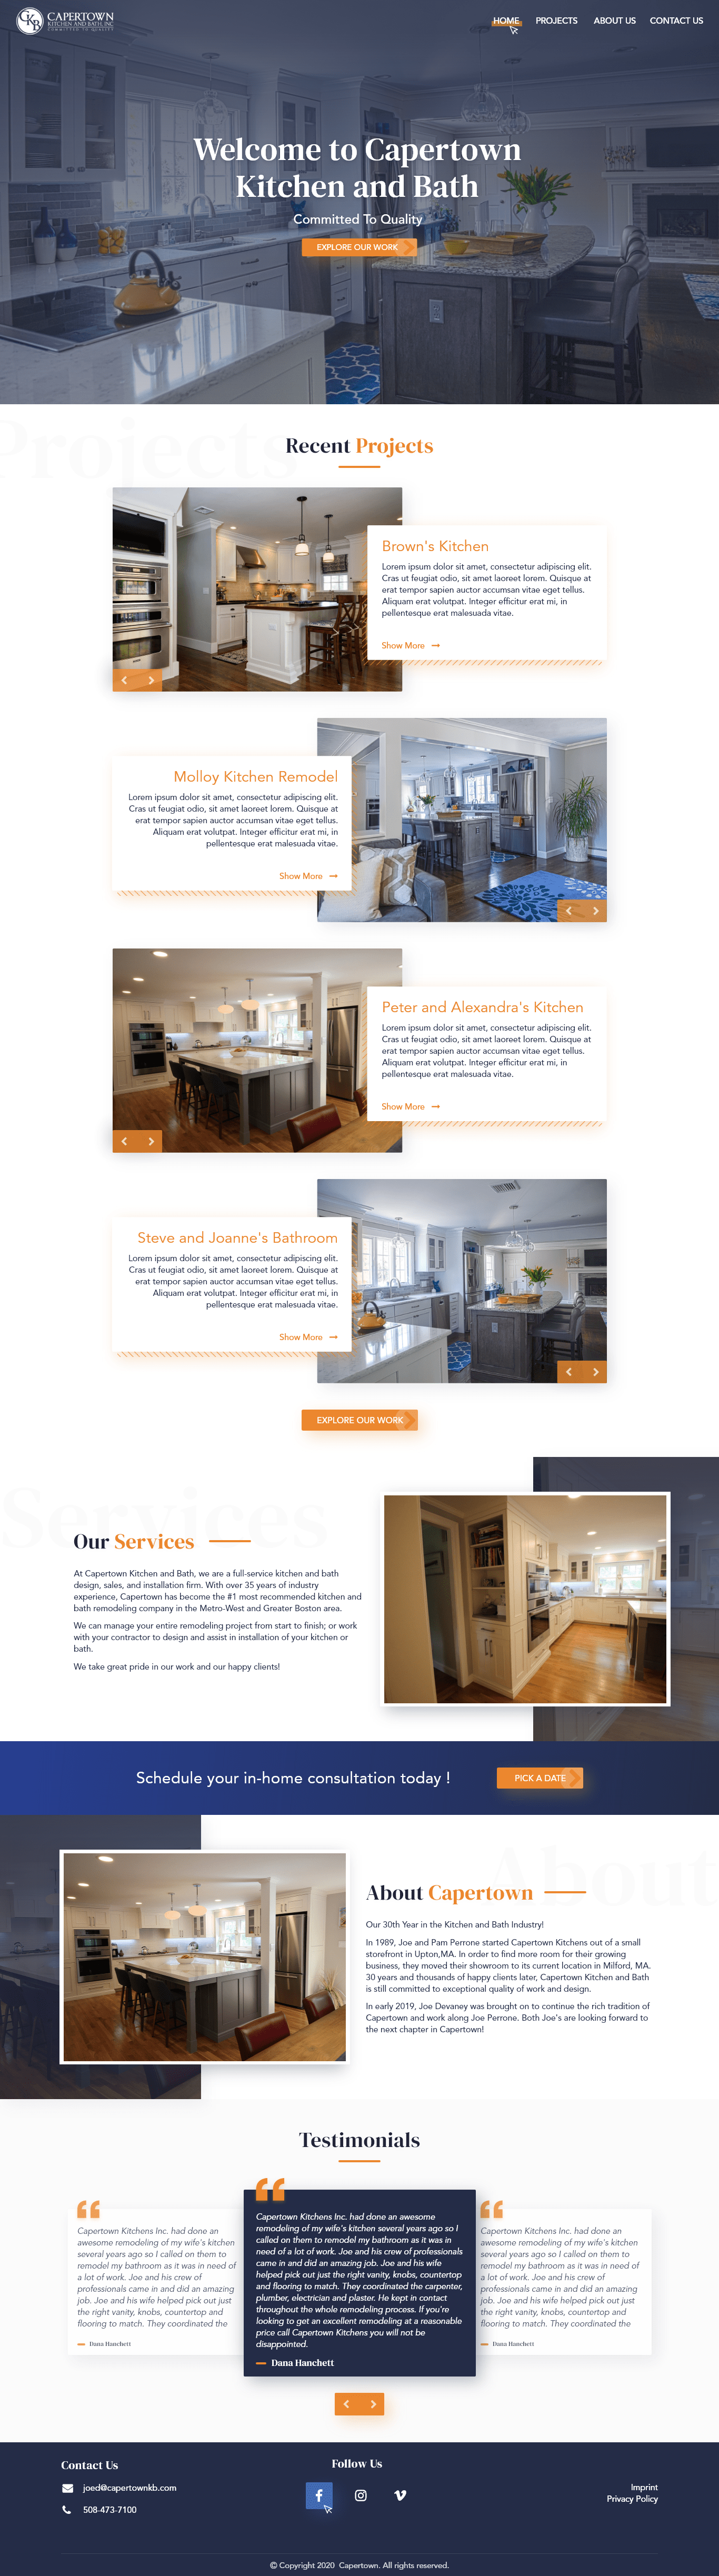 CKB
CAPERTOWN
KITCHEN AND BATH, INC
COMMITTED TO QUALITY
HOME
PROJECTS
ABOUT US
CONTACT US
Welcome to Capertown
Kitchen and Bath
Committed To Quality
EXPLORE OUR WORK
Projects
Recent Projects
Brown's Kitchen
Lorem ipsum dolor sit amet, consectetur adipiscing elit.
Cras ut feugiat odio, sit amet laoreet lorem. Quisque at
erat tempor sapien auctor accumsan vitae eget tellus.
Aliquam erat volutpat. Integer efficitur erat mi, in
pellentesque erat malesuada vitae.
Show More
Molloy Kitchen Remodel
Lorem ipsum dolor sit amet, consectetur adipiscing elit.
Cras ut feugiat odio, sit amet laoreet lorem. Quisque at
erat tempor sapien auctor accumsan vitae eget tellus.
Aliquam erat volutpat. Integer efficitur erat mi, in
pellentesque erat malesuada vitae.
Show More
Peter and Alexandra's Kitchen
Lorem ipsum dolor sit amet, consectetur adipiscing elit.
Cras ut feugiat odio, sit amet laoreet lorem. Quisque at
erat tempor sapien auctor accumsan vitae eget tellus.
Aliquam erat volutpat. Integer efficitur erat mi, in
pellentesque erat malesuada vitae.
Show More
Steve and Joanne's Bathroom
Lorem ipsum dolor sit amet, consectetur adipiscing elit.
Cras ut feugiat odio, sit amet laoreet lorem. Quisque at
erat tempor sapien auctor accumsan vitae eget tellus.
Aliquam erat volutpat. Integer efficitur erat mi, in
pellentesque erat malesuada vitae.
Show More
EXPLORE OUR WORK
Services
Our Services
At Capertown Kitchen and Bath, we are a full-service kitchen and bath
design, sales, and installation firm. With over 35 years of industry
experience, Capertown has become the #1 most recommended kitchen and
bath remodeling company in the Metro-West and Greater Boston area.
We can manage your entire remodeling project from start to finish; or work
with your contractor to design and assist in installation of your kitchen or
bath.
We take great pride in our work and our happy clients!
Schedule your in-home consultation today !
PICK A DATE
About
About Capertown
Our 30th Year in the Kitchen and Bath Industry!
In 1989, Joe and Pam Perrone started Capertown Kitchens out of a small
storefront in Upton,MA. In order to find more room for their growing
business, they moved their showroom to its current location in Milford, MA.
30 years and thousands of happy clients later, Capertown Kitchen and Bath
is still committed to exceptional quality of work and design.
In early 2019, Joe Devaney was brought on to continue the rich tradition of
Capertown and work along Joe Perrone. Both Joe's are looking forward to
the next chapter in Capertown!
Testimonials
Capertown Kitchens Inc. had done an
awesome remodeling of my wife's kitchen
several years ago so I called on them to
remodel my bathroom as it was in need of
a lot of work. Joe and his crew of
professionals came in and did an amazing
job. Joe and his wife helped pick out just
the right vanity, knobs, countertop and
flooring to match. They coordinated the
Dana Hanchett
Capertown Kitchens Inc. had done an awesome
remodeling of my wife's kitchen several years ago so I
called on them to remodel my bathroom as it was in
need of a lot of work. Joe and his crew of professionals
came in and did an amazing job. Joe and his wife
helped pick out just the right vanity, knobs, countertop
and flooring to match. They coordinated the carpenter,
plumber, electrician and plaster. He kept in contact
throughout the whole remodeling process. If you're
looking to get an excellent remodeling at a reasonable
price call Capertown Kitchens you will not be
disappointed.
Dana Hanchett
Capertown Kitchens Inc. had done an
awesome remodeling of my wife's kitchen
several years ago so I called on them to
remodel my bathroom as it was in need of
a lot of work. Joe and his crew of
professionals came in and did an amazing
job. Joe and his wife helped pick out just
the right vanity, knobs, countertop and
flooring to match. They coordinated the
Dana Hanchett
Contact Us
joed@capertownkb.com
508-473-7100
Follow Us
Imprint
Privacy Policy
© Copyright 2020 Capertown. All rights reserved.